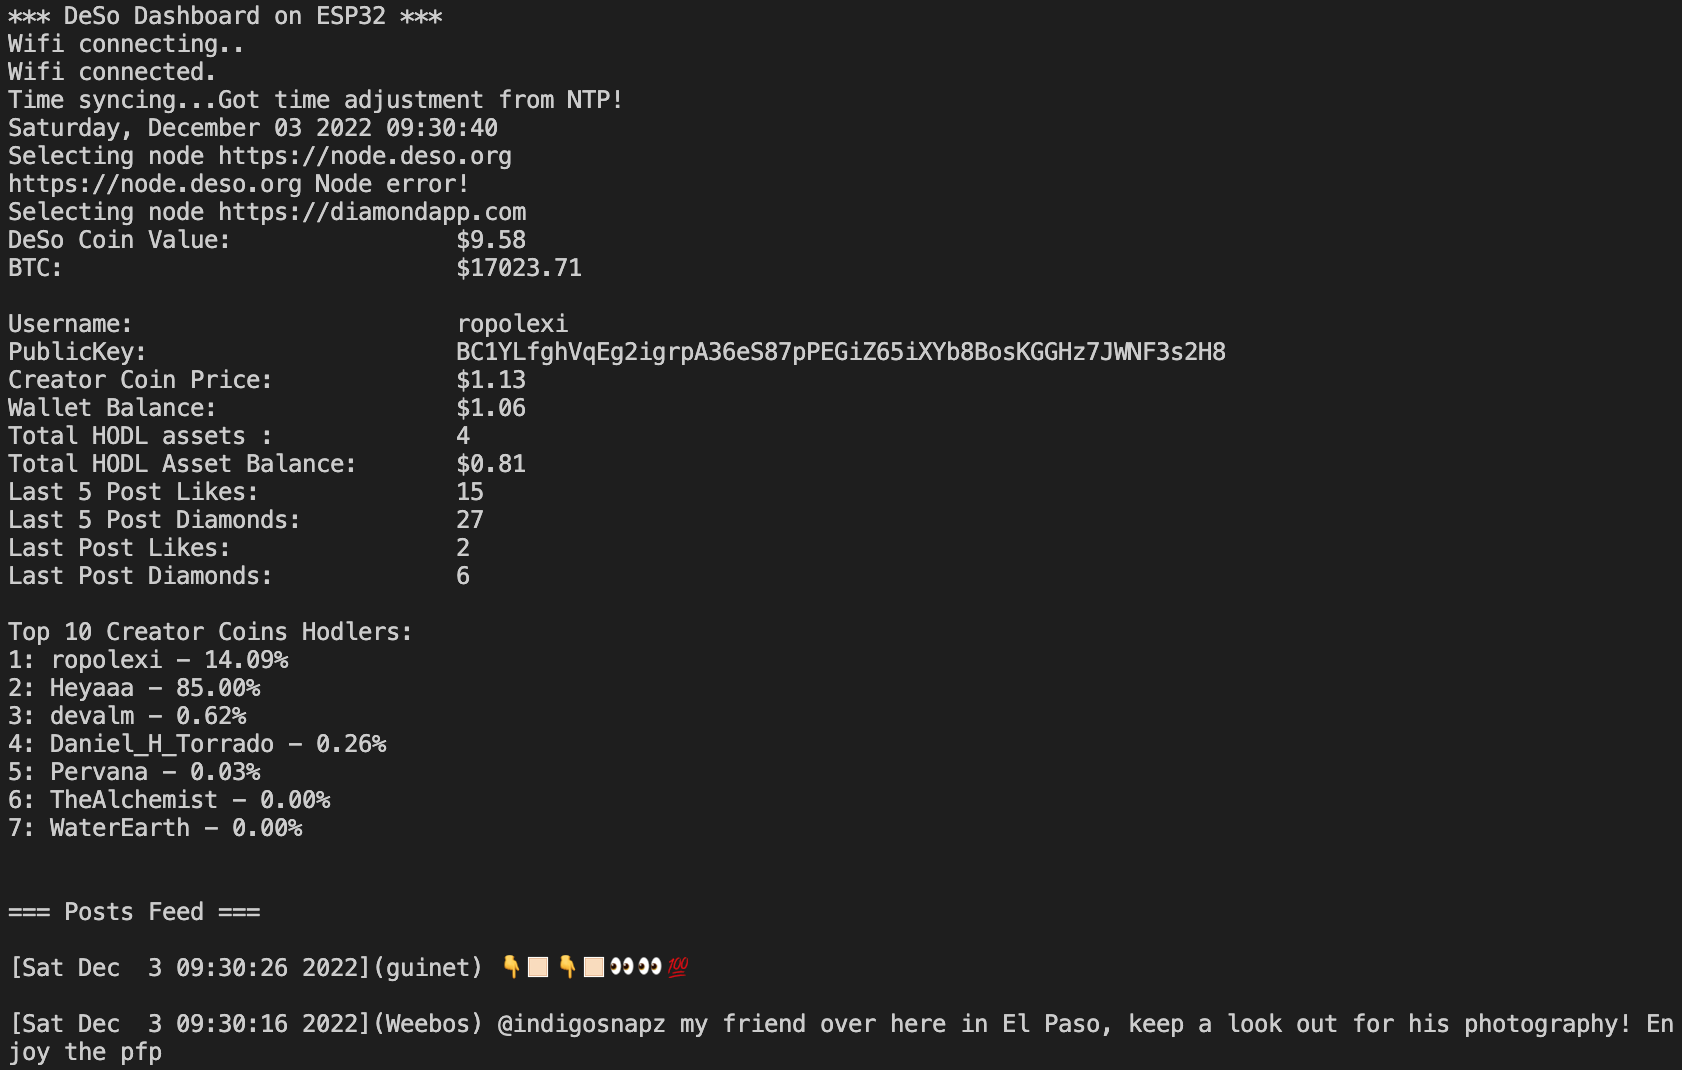 *** DeSo Dashboard on ESP32 ***
Wifi connecting..
Wifi connected.
Time syncing...Got time adjustment from NTP!
Saturday, December 03 2022 09:30:40
Selecting node https://node.deso.org
https://node.deso.org Node error!
Selecting node https://diamondapp.com
DeSo Coin Value: $9.58
BTC: $17023.71
Username: ropolexi
PublicKey: BC1YLfghVqEg2igrpA36eS87pPEGiZ65iXYb8BosKGGHz7JWNF3s2H8
Creator Coin Price: $1.13
Wallet Balance: $1.06
Total HODL assets : 4
Total HODL Asset Balance: $0.81
Last 5 Post Likes: 15
Last 5 Post Diamonds: 27
Last Post Likes: 2
Last Post Diamonds: 6
Top 10 Creator Coins Hodlers:
1: ropolexi - 14.09%
2: Heyaaa - 85.00%
3: devalm - 0.62%
4: Daniel_H_Torrado - 0.26%
5: Pervana - 0.03%
6: TheAlchemist - 0.00%
7: WaterEarth - 0.00%
=== Posts Feed ===
[Sat Dec  3 09:30:26 2022](guinet) 👇🏻👇🏻👀👀💯
[Sat Dec  3 09:30:16 2022](Weebos) @indigosnapz my friend over here in El Paso, keep a look out for his photography! En
joy the pfp